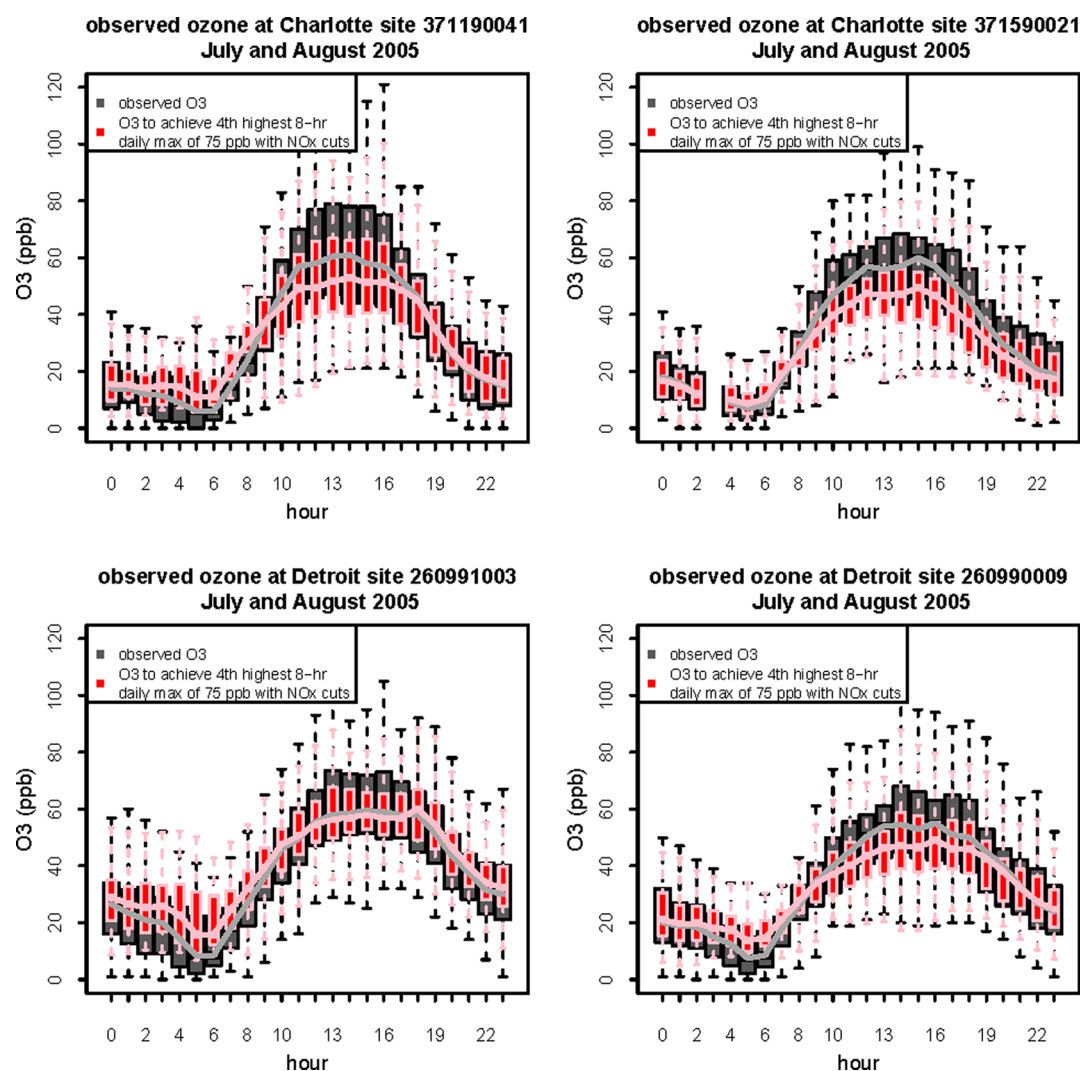 observed ozone at Charlotte site 371190041
July and August 2005
observed O3
O3 to achieve 4th highest 8-hr
daily max of 75 ppb with NOx cuts
O3 (ppb)
0 20 40 60 80 100 120
0 2 4 6 8 10 13 16 19 22
hour
observed ozone at Charlotte site 371590021
July and August 2005
observed O3
O3 to achieve 4th highest 8-hr
daily max of 75 ppb with NOx cuts
O3 (ppb)
0 20 40 60 80 100 120
0 2 4 6 8 10 13 16 19 22
hour
observed ozone at Detroit site 260991003
July and August 2005
observed O3
O3 to achieve 4th highest 8-hr
daily max of 75 ppb with NOx cuts
O3 (ppb)
0 20 40 60 80 100 120
0 2 4 6 8 10 13 16 19 22
hour
observed ozone at Detroit site 260990009
July and August 2005
observed O3
O3 to achieve 4th highest 8-hr
daily max of 75 ppb with NOx cuts
O3 (ppb)
0 20 40 60 80 100 120
0 2 4 6 8 10 13 16 19 22
hour